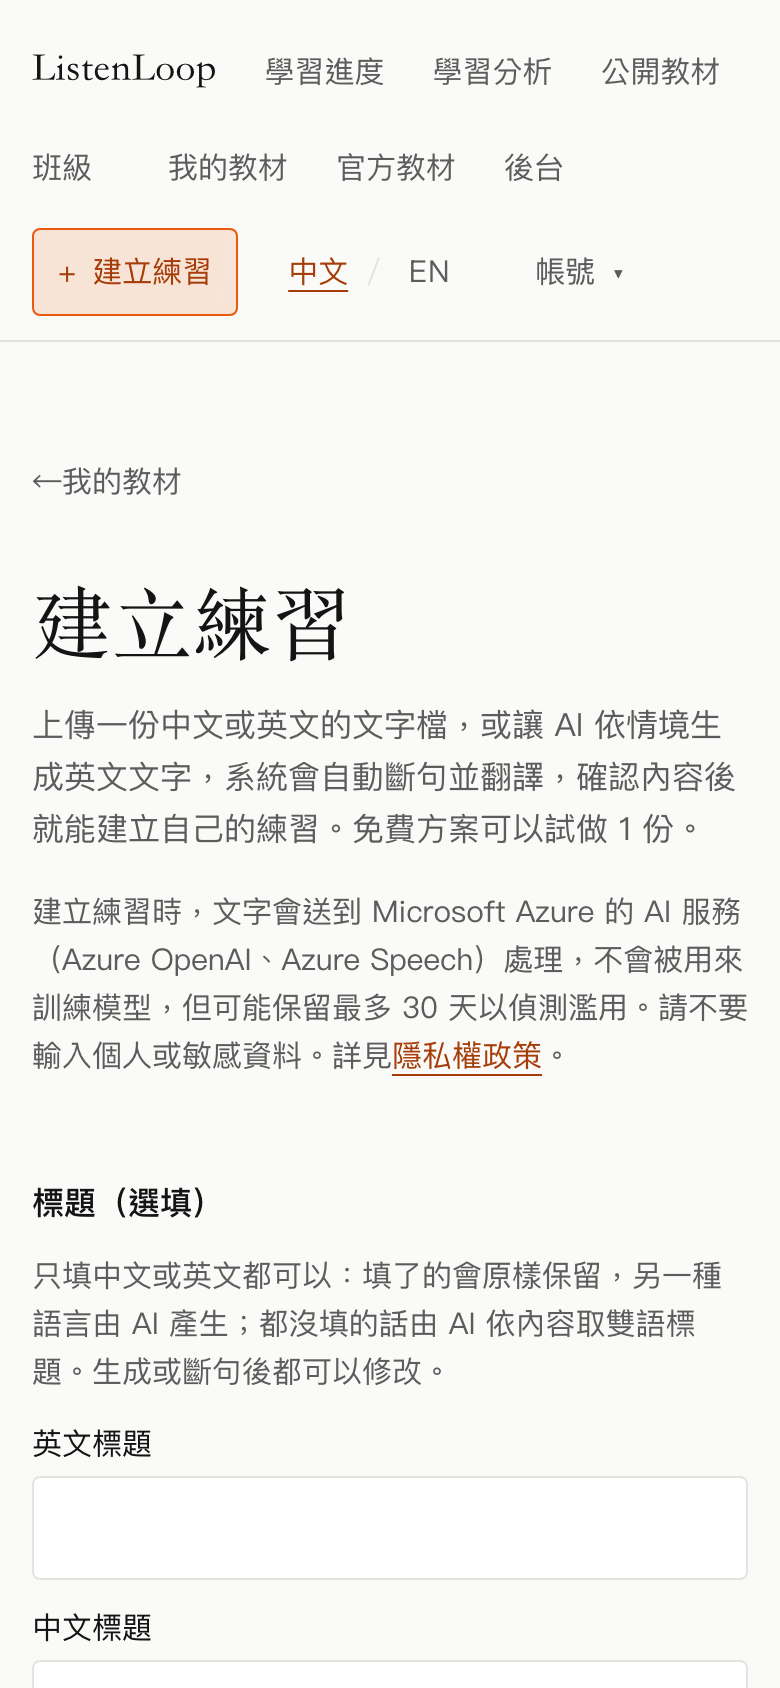 ListenLoop 學習進度 學習分析 公開教材
班級 我的教材 官方教材 後台
+ 建立練習 中文 / EN 帳號 ▾
←我的教材
建立練習
上傳一份中文或英文的文字檔，或讓 AI 依情境生
成英文文字，系統會自動斷句並翻譯，確認內容後
就能建立自己的練習。免費方案可以試做 1 份。
建立練習時，文字會送到 Microsoft Azure 的 AI 服務
（Azure OpenAI、Azure Speech）處理，不會被用來
訓練模型，但可能保留最多 30 天以偵測濫用。請不要
輸入個人或敏感資料。詳見隱私權政策。
標題（選填）
只填中文或英文都可以：填了的會原樣保留，另一種
語言由 AI 產生；都沒填的話由 AI 依內容取雙語標
題。生成或斷句後都可以修改。
英文標題
中文標題